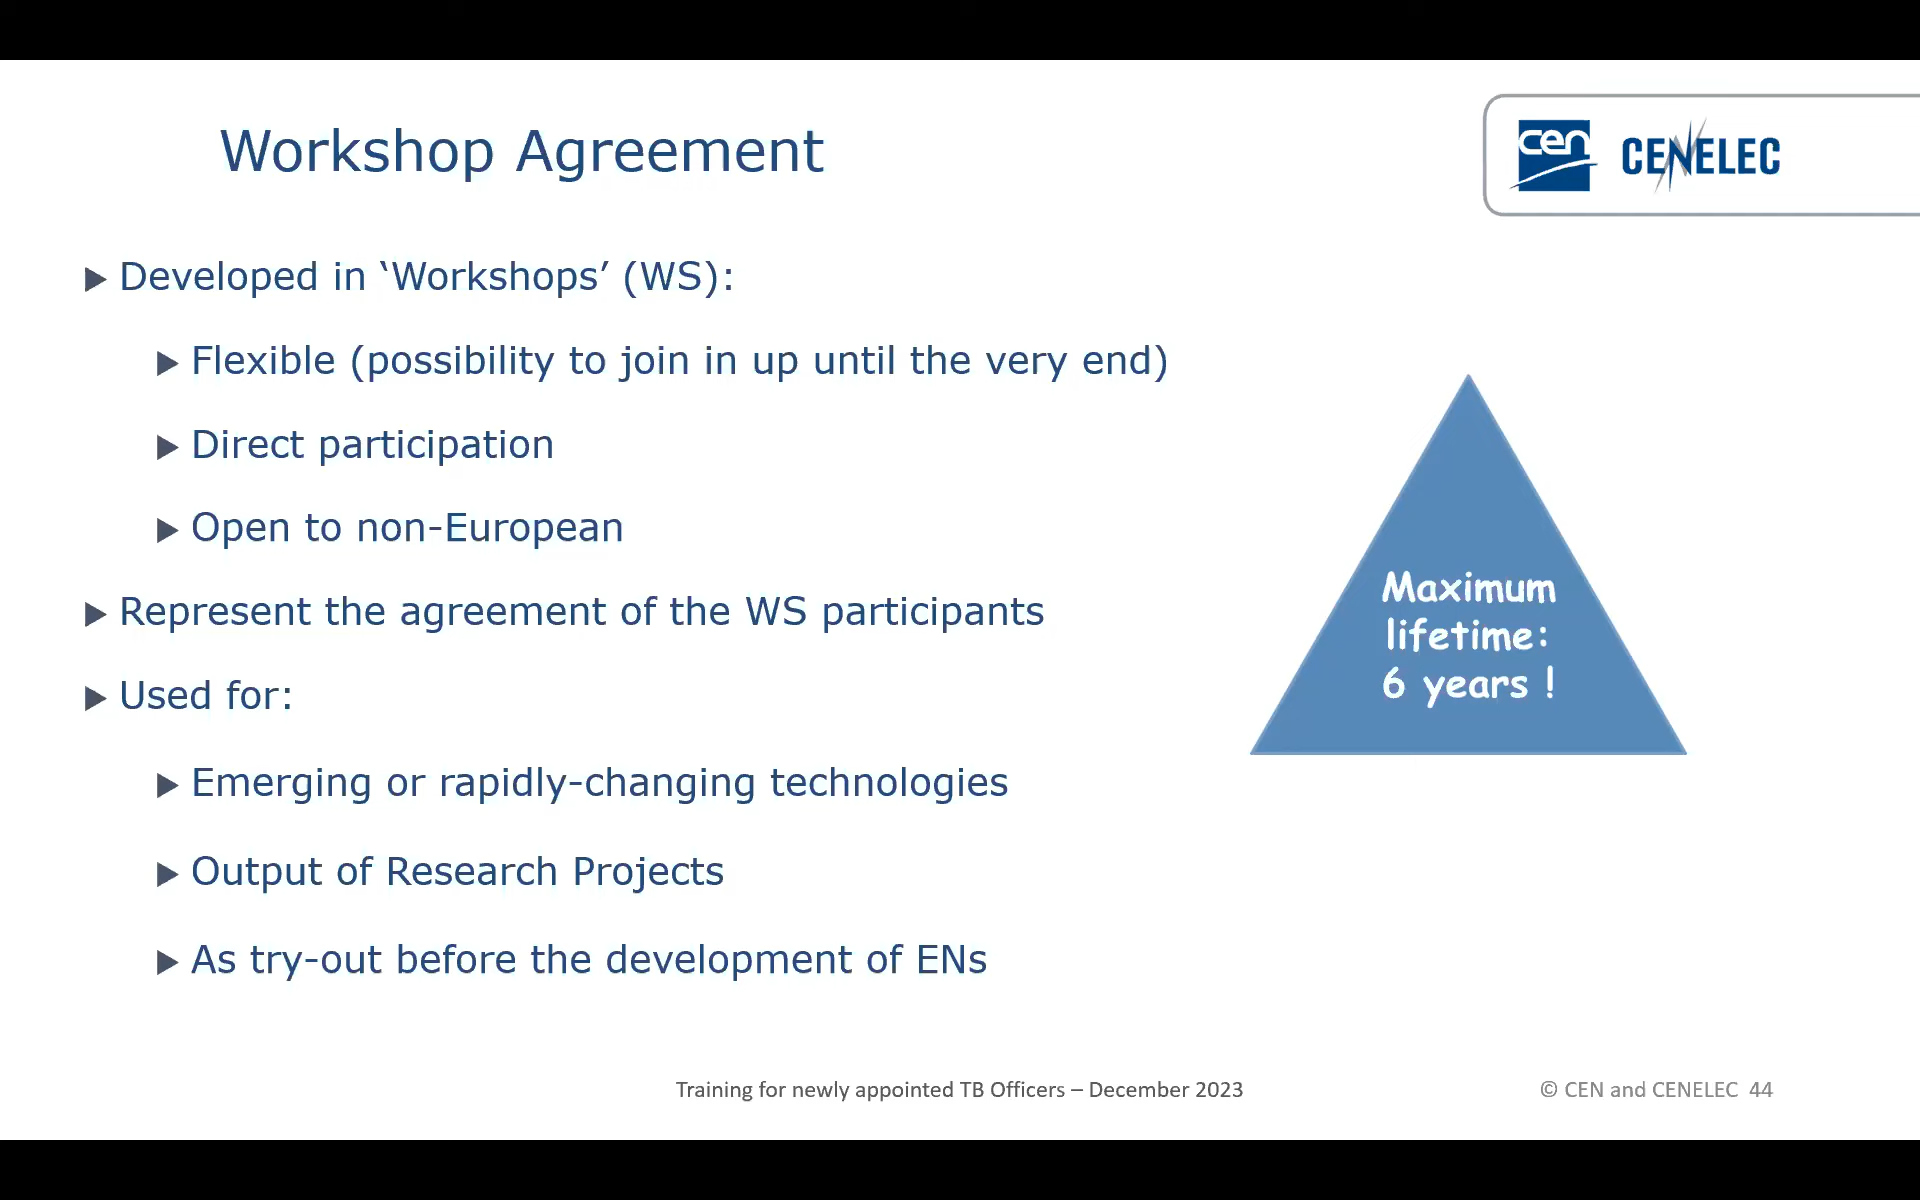 Workshop Agreement
cen CENELEC
Developed in ‘Workshops’ (WS):
Flexible (possibility to join in up until the very end)
Direct participation
Open to non-European
Represent the agreement of the WS participants
Used for:
Emerging or rapidly-changing technologies
Output of Research Projects
As try-out before the development of ENs
Maximum
lifetime:
6 years !
Training for newly appointed TB Officers – December 2023
© CEN and CENELEC 44